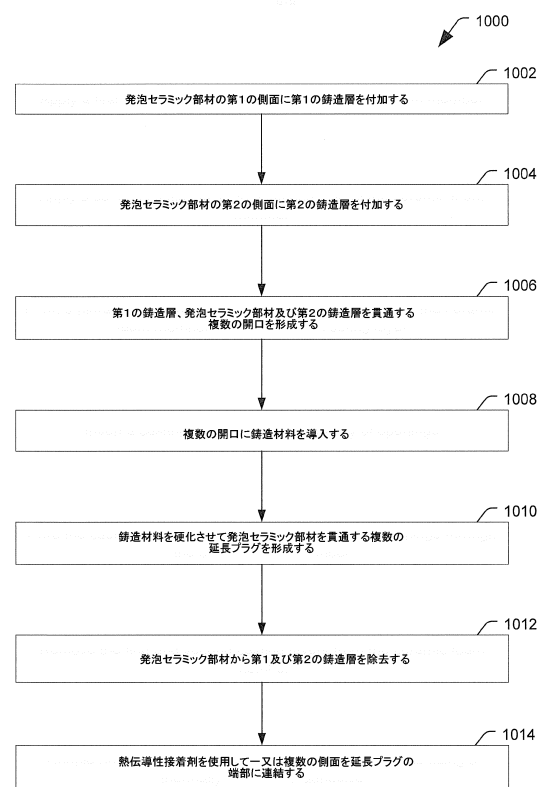 1000
1002
発泡セラミック部材の第1の側面に第1の鋳造層を付加する
1004
発泡セラミック部材の第2の側面に第2の鋳造層を付加する
1006
第1の鋳造層、発泡セラミック部材及び第2の鋳造層を貫通する
複数の開口を形成する
1008
複数の開口に鋳造材料を導入する
1010
鋳造材料を硬化させて発泡セラミック部材を貫通する複数の
延長プラグを形成する
1012
発泡セラミック部材から第1及び第2の鋳造層を除去する
1014
熱伝導性接着剤を使用して一又は複数の側面を延長プラグの
端部に連結する